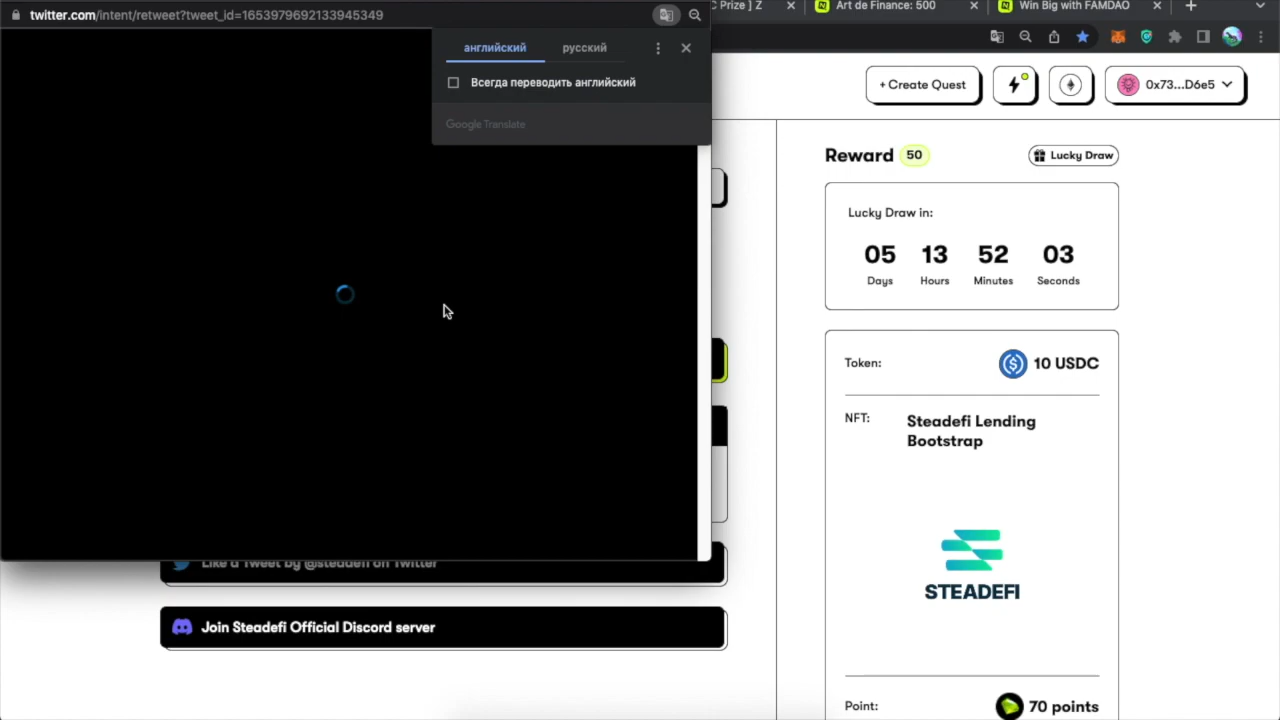 twitter.com/intent/retweet?tweet_id=1653979692133945349
C Prize ] Z
Art de Finance: 500
Win Big with FAMDAO
английский
русский
Всегда переводить английский
Google Translate
+ Create Quest
0x73...D6e5
Reward 50
Lucky Draw
Lucky Draw in:
05 13 52 03
Days Hours Minutes Seconds
Token:
10 USDC
NFT:
Steadefi Lending
Bootstrap
STEADEFI
Like a Tweet by @steadefi on Twitter
Join Steadefi Official Discord server
Point:
70 points